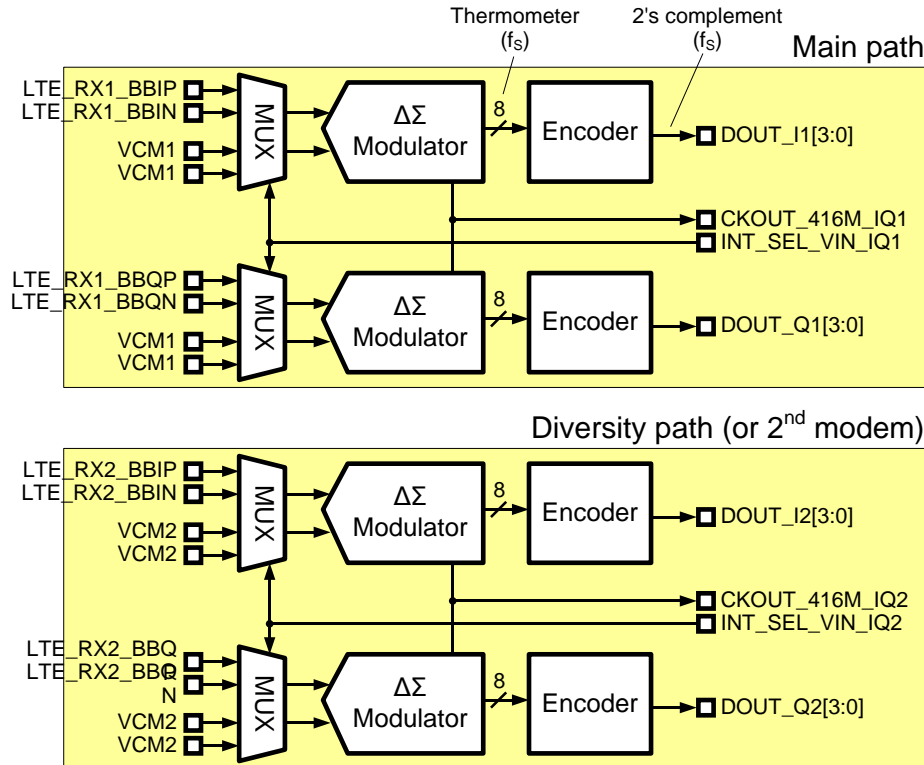 Thermometer
(fS)
2's complement
(fS)
Main path
LTE_RX1_BBIP
LTE_RX1_BBIN
VCM1
VCM1
MUX
ΔΣ
Modulator
8
Encoder
DOUT_I1[3:0]
CKOUT_416M_IQ1
INT_SEL_VIN_IQ1
LTE_RX1_BBQP
LTE_RX1_BBQN
VCM1
VCM1
MUX
ΔΣ
Modulator
8
Encoder
DOUT_Q1[3:0]
Diversity path (or 2nd modem)
LTE_RX2_BBIP
LTE_RX2_BBIN
VCM2
VCM2
MUX
ΔΣ
Modulator
8
Encoder
DOUT_I2[3:0]
CKOUT_416M_IQ2
INT_SEL_VIN_IQ2
LTE_RX2_BBQ
P
LTE_RX2_BBQ
N
VCM2
VCM2
MUX
ΔΣ
Modulator
8
Encoder
DOUT_Q2[3:0]